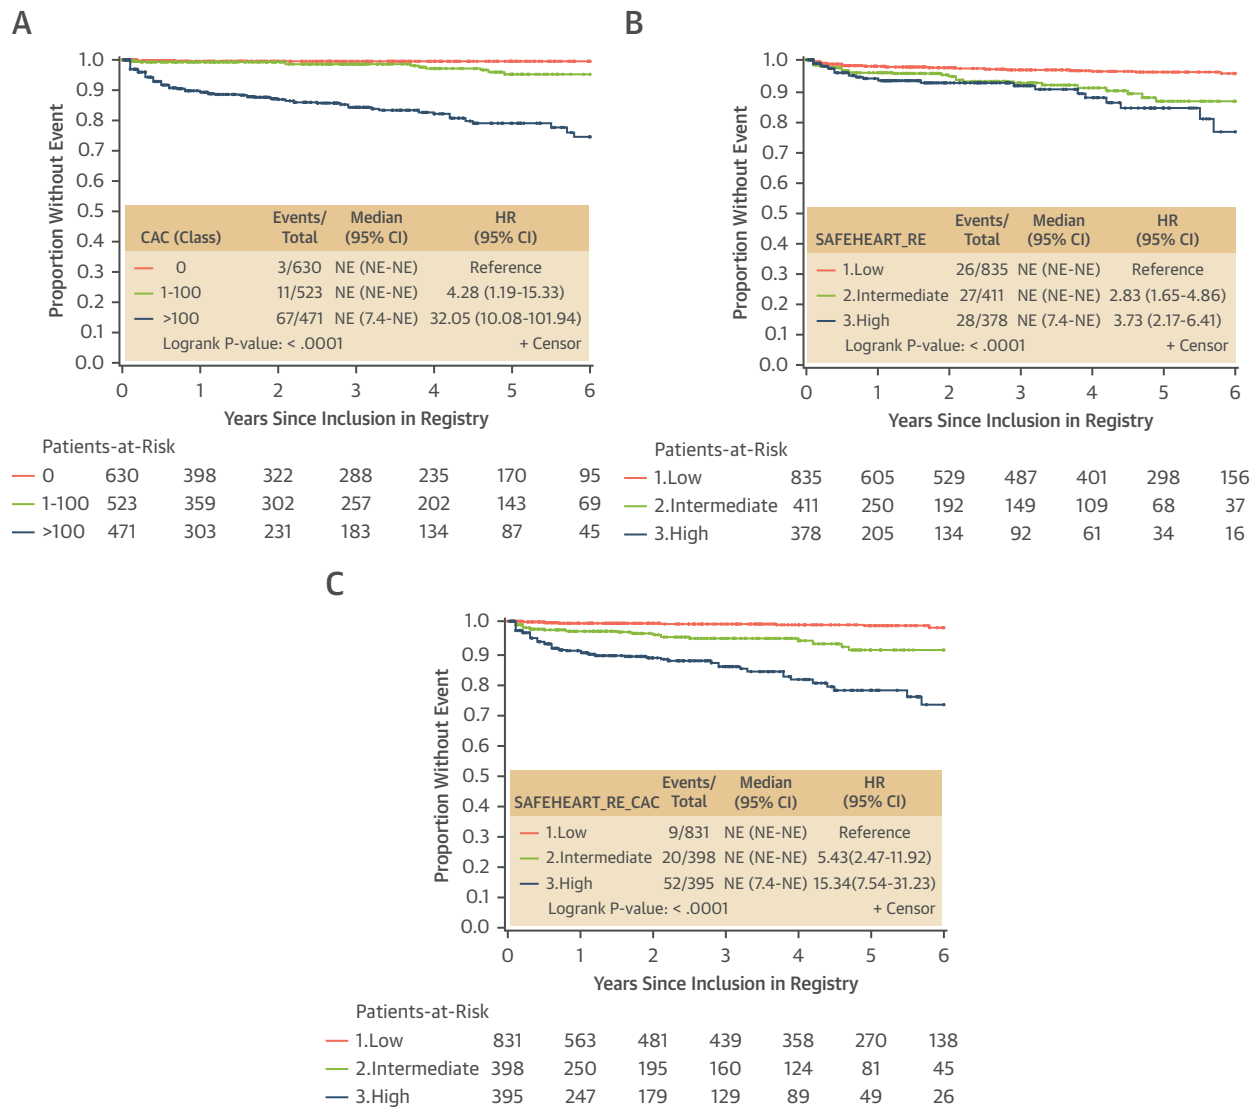 A
Proportion Without Event
1.0
0.9
0.8
0.7
0.6
0.5
0.4
0.3
0.2
0.1
0.0
CAC (Class) Events/ Total Median (95% CI) HR (95% CI)
0 3/630 NE (NE-NE) Reference
1-100 11/523 NE (NE-NE) 4.28 (1.19-15.33)
>100 67/471 NE (7.4-NE) 32.05 (10.08-101.94)
Logrank P-value: < .0001 + Censor
0 1 2 3 4 5 6
Years Since Inclusion in Registry
Patients-at-Risk
0 630 398 322 288 235 170 95
1-100 523 359 302 257 202 143 69
>100 471 303 231 183 134 87 45
B
Proportion Without Event
1.0
0.9
0.8
0.7
0.6
0.5
0.4
0.3
0.2
0.1
0.0
SAFEHEART_RE Events/ Total Median (95% CI) HR (95% CI)
1.Low 26/835 NE (NE-NE) Reference
2.Intermediate 27/411 NE (NE-NE) 2.83 (1.65-4.86)
3.High 28/378 NE (7.4-NE) 3.73 (2.17-6.41)
Logrank P-value: < .0001 + Censor
0 1 2 3 4 5 6
Years Since Inclusion in Registry
Patients-at-Risk
1.Low 835 605 529 487 401 298 156
2.Intermediate 411 250 192 149 109 68 37
3.High 378 205 134 92 61 34 16
C
Proportion Without Event
1.0
0.9
0.8
0.7
0.6
0.5
0.4
0.3
0.2
0.1
0.0
SAFEHEART_RE_CAC Events/ Total Median (95% CI) HR (95% CI)
1.Low 9/831 NE (NE-NE) Reference
2.Intermediate 20/398 NE (NE-NE) 5.43(2.47-11.92)
3.High 52/395 NE (7.4-NE) 15.34(7.54-31.23)
Logrank P-value: < .0001 + Censor
0 1 2 3 4 5 6
Years Since Inclusion in Registry
Patients-at-Risk
1.Low 831 563 481 439 358 270 138
2.Intermediate 398 250 195 160 124 81 45
3.High 395 247 179 129 89 49 26